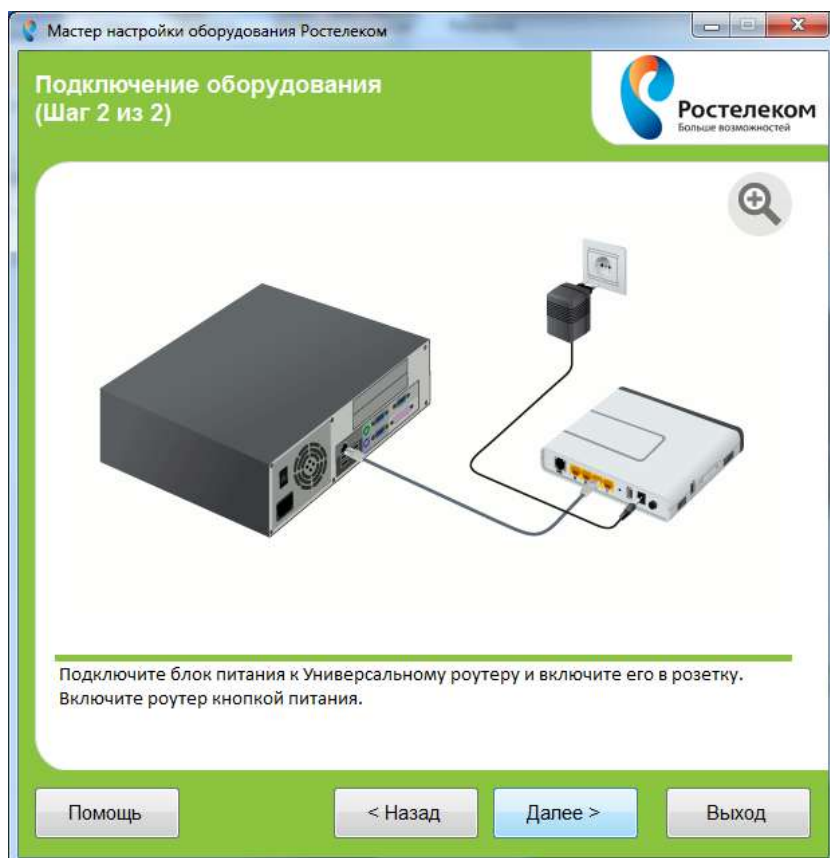 Мастер настройки оборудования Ростелеком
Подключение оборудования
(Шаг 2 из 2)
Ростелеком
Больше возможностей
Подключите блок питания к Универсальному роутеру и включите его в розетку.
Включите роутер кнопкой питания.
Помощь
< Назад
Далее >
Выход